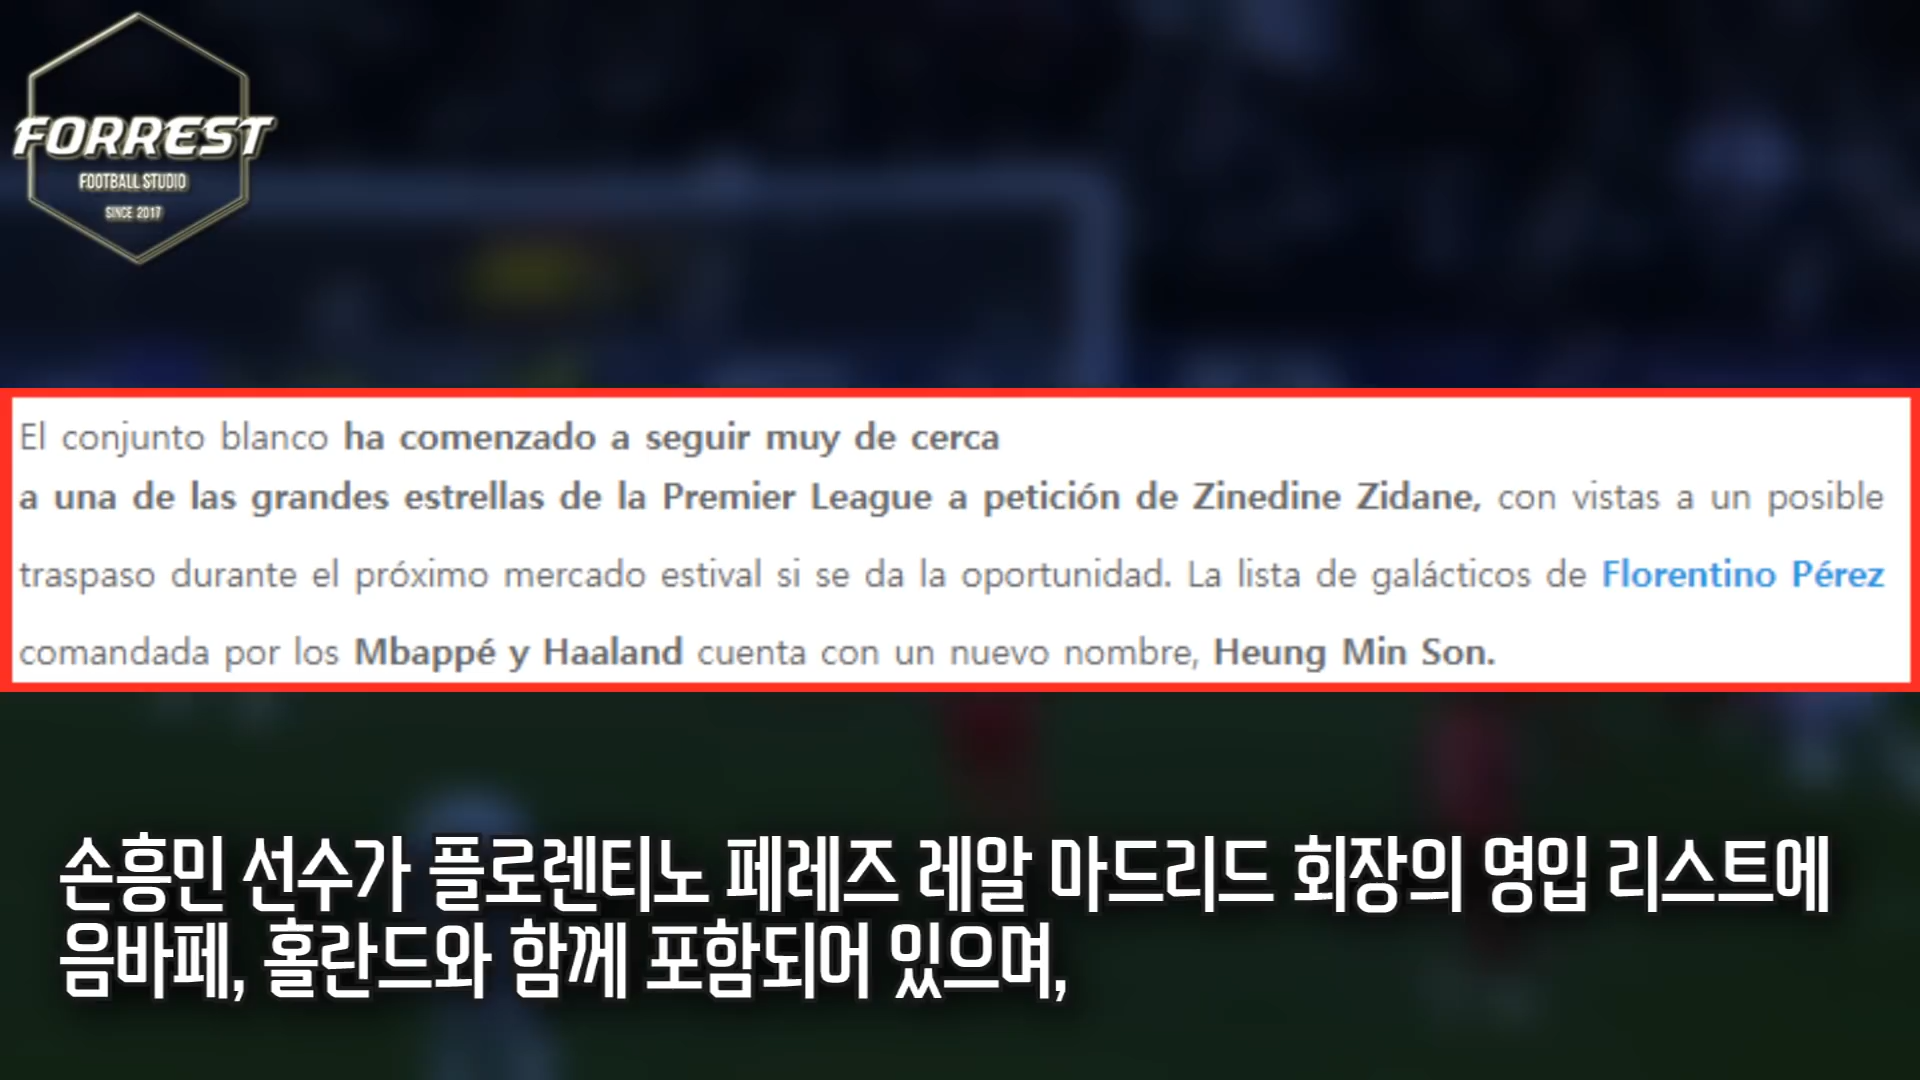 FORREST
FOOTBALL STUDIO
SINCE 2017
El conjunto blanco ha comenzado a seguir muy de cerca
a una de las grandes estrellas de la Premier League a petición de Zinedine Zidane, con vistas a un posible
traspaso durante el próximo mercado estival si se da la oportunidad. La lista de galácticos de Florentino Pérez
comandada por los Mbappé y Haaland cuenta con un nuevo nombre, Heung Min Son.
손흥민 선수가 플로렌티노 페레즈 레알 마드리드 회장의 영입 리스트에
음바페, 홀란드와 함께 포함되어 있으며,